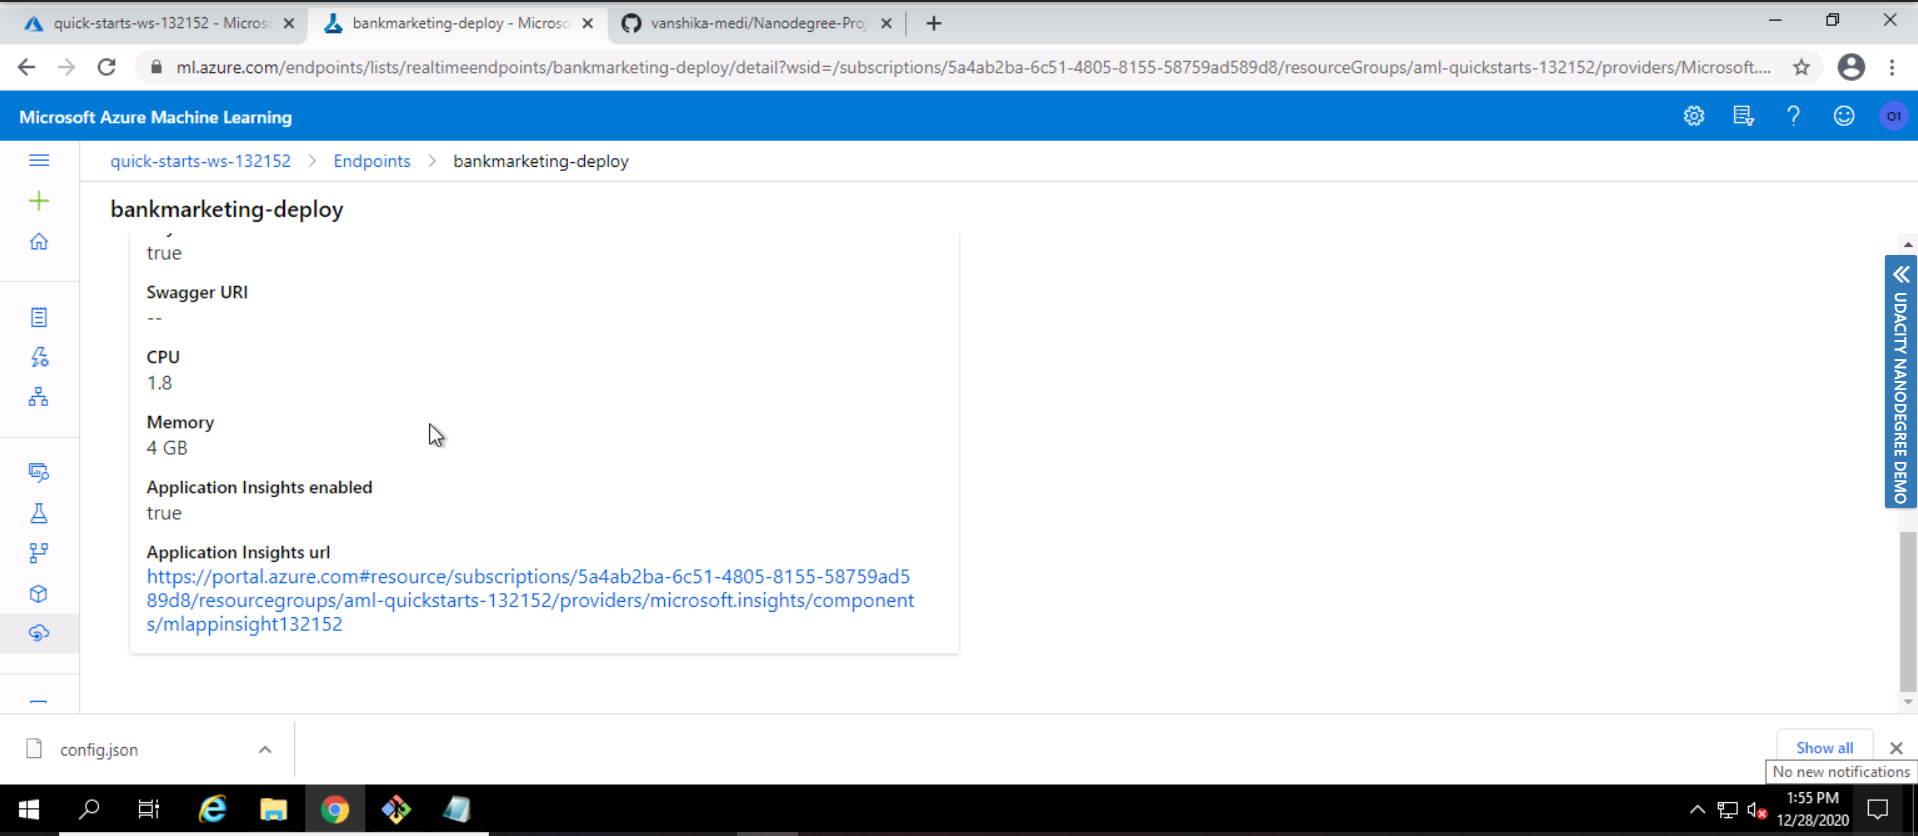 quick-starts-ws-132152 - Micros
bankmarketing-deploy - Microso
vanshika-medi/Nanodegree-Proj
ml.azure.com/endpoints/lists/realtimeendpoints/bankmarketing-deploy/detail?wsid=/subscriptions/5a4ab2ba-6c51-4805-8155-58759ad589d8/resourceGroups/aml-quickstarts-132152/providers/Microsoft....
Microsoft Azure Machine Learning
O1
quick-starts-ws-132152 > Endpoints > bankmarketing-deploy
bankmarketing-deploy
true
Swagger URI
--
CPU
1.8
Memory
4 GB
Application Insights enabled
true
Application Insights url
https://portal.azure.com#resource/subscriptions/5a4ab2ba-6c51-4805-8155-58759ad5
89d8/resourcegroups/aml-quickstarts-132152/providers/microsoft.insights/component
s/mlappinsight132152
UDACITY NANODEGREE DEMO
config.json
Show all
No new notifications
1:55 PM
12/28/2020